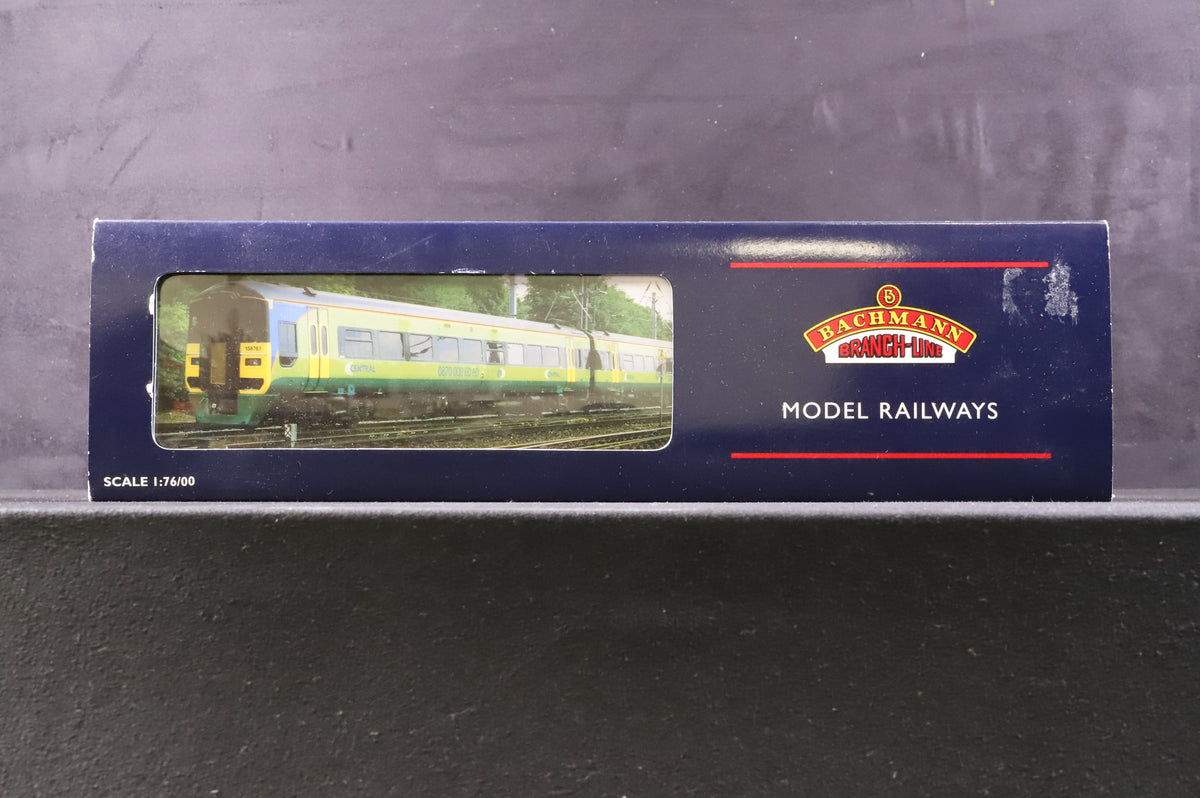 BACHMANN
BRANCH-LINE
MODEL RAILWAYS
CENTRAL
SCALE 1:76/00